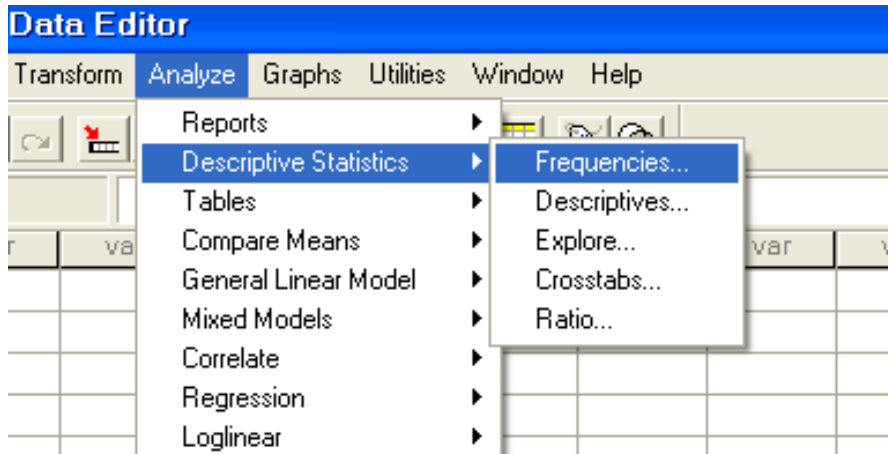 Data Editor
Transform Analyze Graphs Utilities Window Help
Reports
Descriptive Statistics
Tables
Compare Means
General Linear Model
Mixed Models
Correlate
Regression
Loglinear
Frequencies...
Descriptives...
Explore...
Crosstabs...
Ratio...
va
var